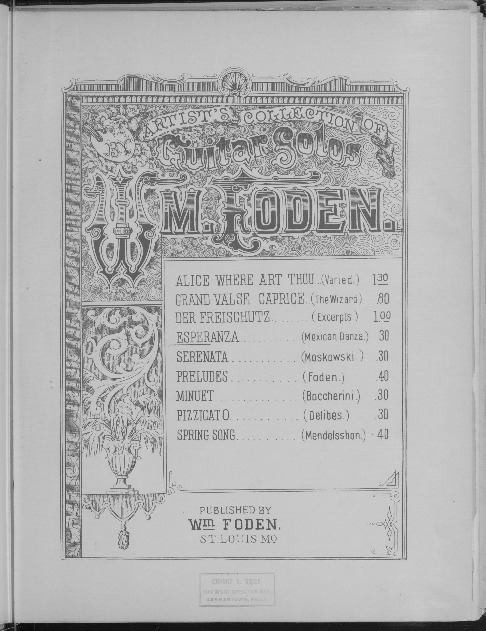 ARTIST'S COLLECTION OF
Guitar Solos
BY
WM. FODEN.
ALICE WHERE ART THOU..(Varied.) 1 30
GRAND VALSE CAPRICE (The Wizard) .80
DER FREISCHUTZ........(Excerpts) 1.00
ESPERANZA...........(Mexican Danza.) 30
SERENATA............(Moskowski.) .30
PRELUDES............(Foden.) .40
MINUET..............(Boccherini.) .30
PIZZICATO...........(Delibes.) .30
SPRING SONG..........(Mendelsshon.) .40
PUBLISHED BY
Wm FODEN.
ST. LOUIS MO